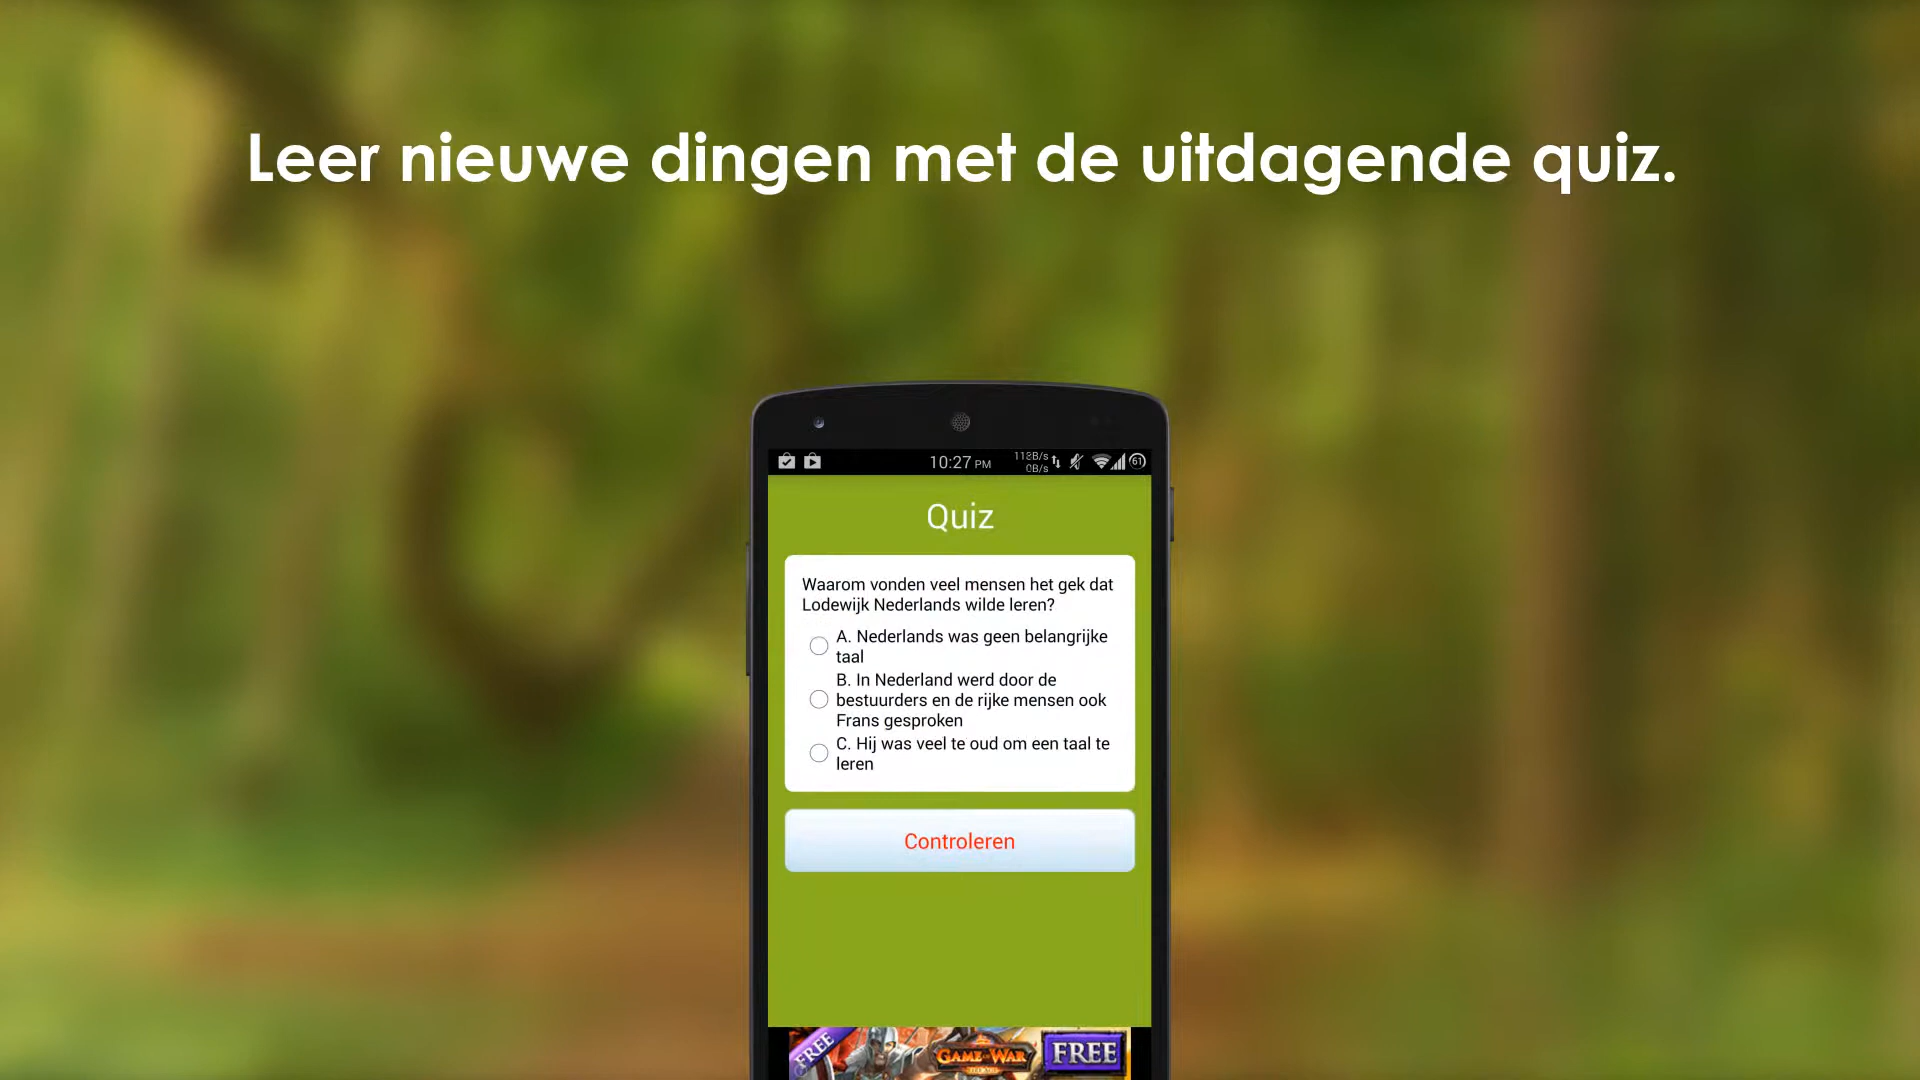 Leer nieuwe dingen met de uitdagende quiz.
10:27 PM
0B/s
61
Quiz
Waarom vonden veel mensen het gek dat
Lodewijk Nederlands wilde leren?
A. Nederlands was geen belangrijke
taal
B. In Nederland werd door de
bestuurders en de rijke mensen ook
Frans gesproken
C. Hij was veel te oud om een taal te
leren
Controleren
FREE
GAME OF WAR
FREE